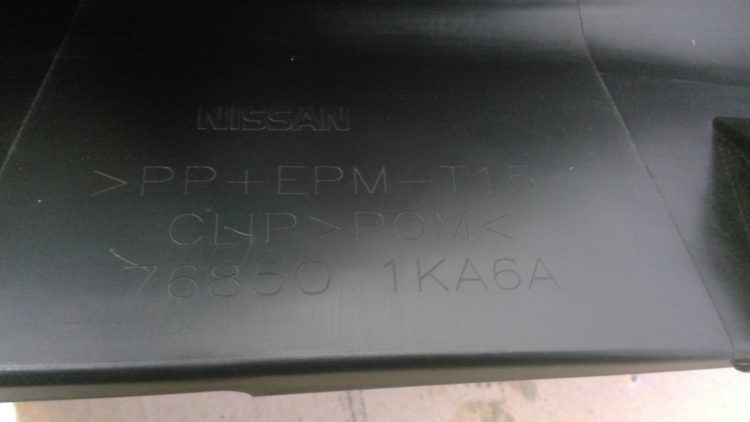 NISSAN
>PP+EPM-T15<
CLIP>POM<
76850 1KA6A